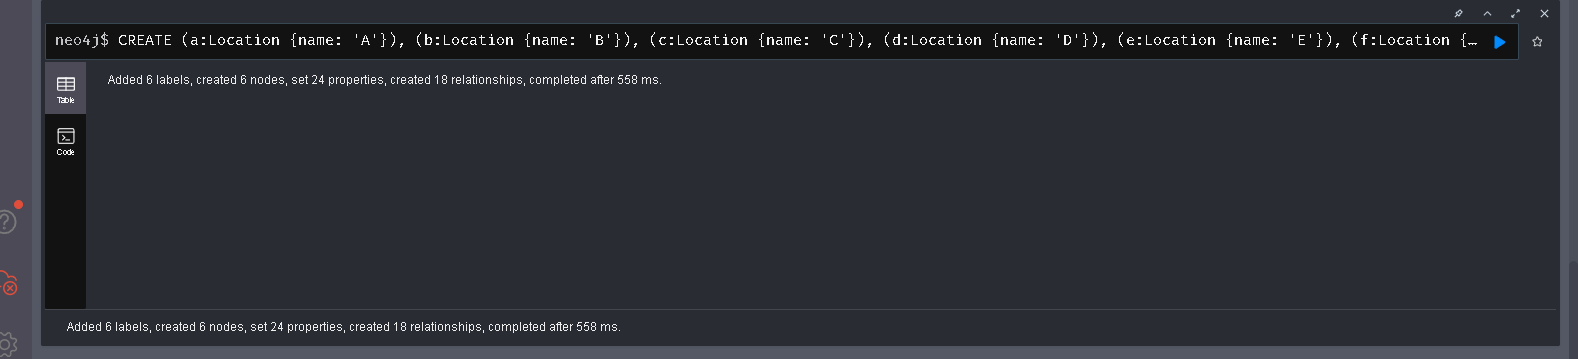 neo4j$ CREATE (a:Location {name: 'A'}), (b:Location {name: 'B'}), (c:Location {name: 'C'}), (d:Location {name: 'D'}), (e:Location {name: 'E'}), (f:Location {…
Table
Added 6 labels, created 6 nodes, set 24 properties, created 18 relationships, completed after 558 ms.
Code
Added 6 labels, created 6 nodes, set 24 properties, created 18 relationships, completed after 558 ms.